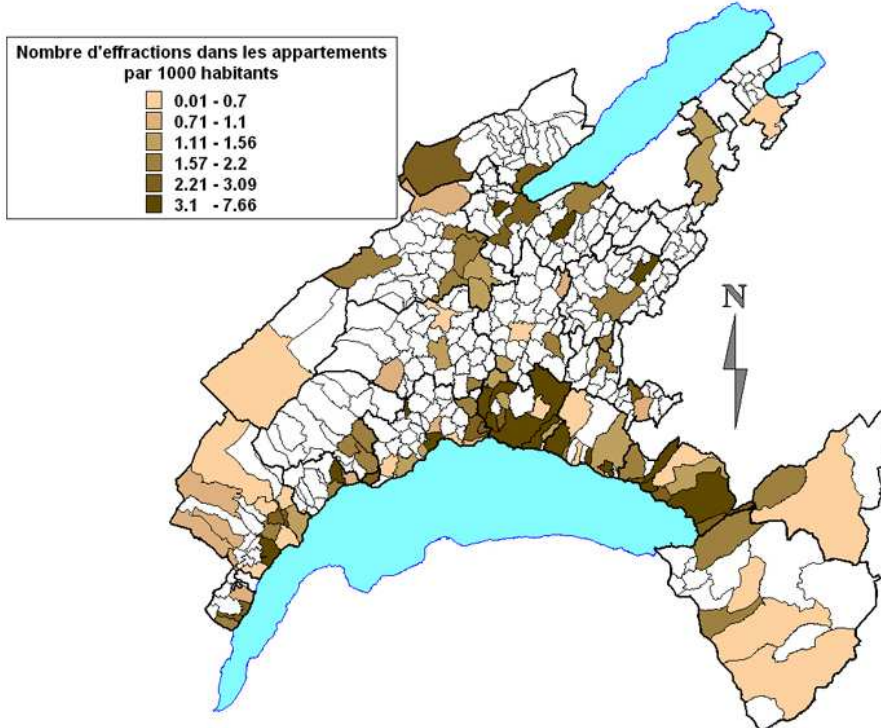 Nombre d'effractions dans les appartements
par 1000 habitants
0.01 - 0.7
0.71 - 1.1
1.11 - 1.56
1.57 - 2.2
2.21 - 3.09
3.1 - 7.66
N